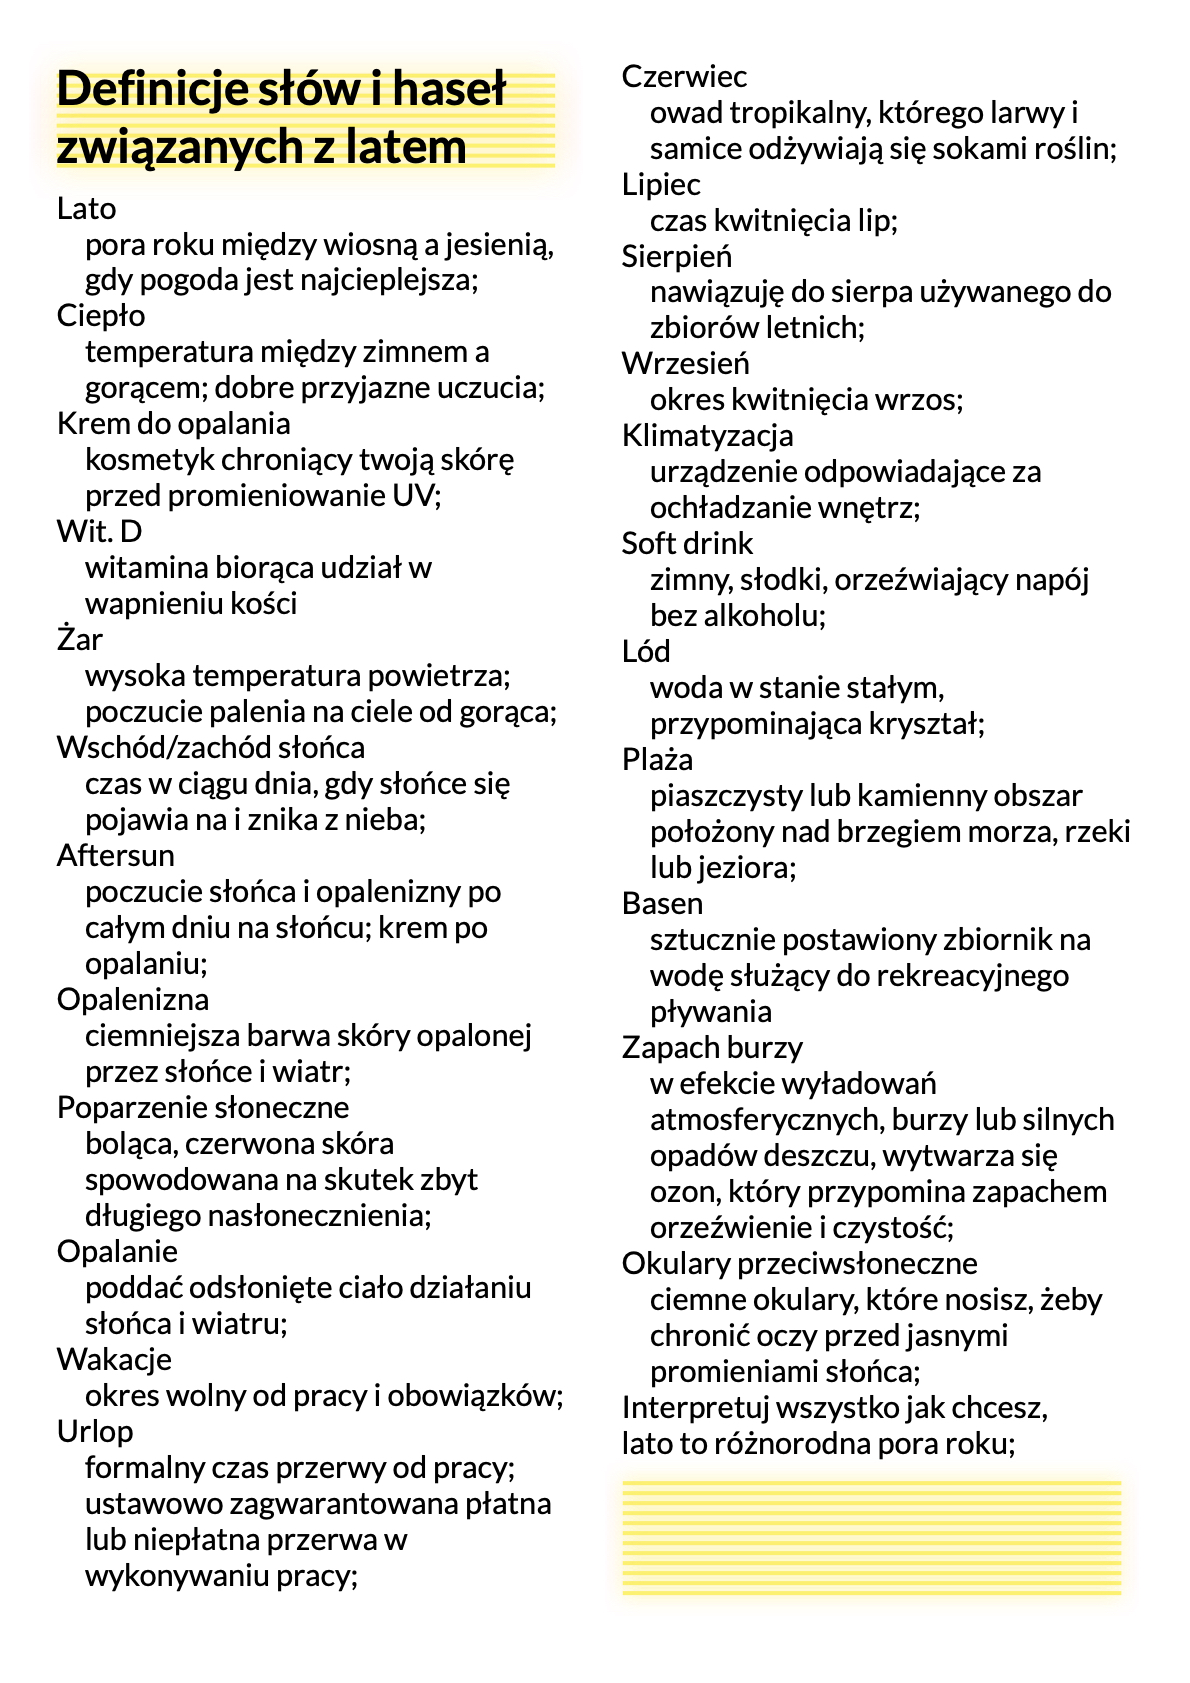 Definicje słów i haseł
związanych z latem
Lato
pora roku między wiosną a jesienią,
gdy pogoda jest najcieplejsza;
Ciepło
temperatura między zimnem a
gorącem; dobre przyjazne uczucia;
Krem do opalania
kosmetyk chroniący twoją skórę
przed promieniowanie UV;
Wit. D
witamina biorąca udział w
wapnieniu kości
Żar
wysoka temperatura powietrza;
poczucie palenia na ciele od gorąca;
Wschód/zachód słońca
czas w ciągu dnia, gdy słońce się
pojawia na i znika z nieba;
Aftersun
poczucie słońca i opalenizny po
całym dniu na słońcu; krem po
opalaniu;
Opalenizna
ciemniejsza barwa skóry opalonej
przez słońce i wiatr;
Poparzenie słoneczne
boląca, czerwona skóra
spowodowana na skutek zbyt
długiego nasłonecznienia;
Opalanie
poddać odsłonięte ciało działaniu
słońca i wiatru;
Wakacje
okres wolny od pracy i obowiązków;
Urlop
formalny czas przerwy od pracy;
ustawowo zagwarantowana płatna
lub niepłatna przerwa w
wykonywaniu pracy;
Czerwiec
owad tropikalny, którego larwy i
samice odżywiają się sokami roślin;
Lipiec
czas kwitnięcia lip;
Sierpień
nawiązuję do sierpa używanego do
zbiorów letnich;
Wrzesień
okres kwitnięcia wrzos;
Klimatyzacja
urządzenie odpowiadające za
ochładzanie wnętrz;
Soft drink
zimny, słodki, orzeźwiający napój
bez alkoholu;
Lód
woda w stanie stałym,
przypominająca kryształ;
Plaża
piaszczysty lub kamienny obszar
położony nad brzegiem morza, rzeki
lub jeziora;
Basen
sztucznie postawiony zbiornik na
wodę służący do rekreacyjnego
pływania
Zapach burzy
w efekcie wyładowań
atmosferycznych, burzy lub silnych
opadów deszczu, wytwarza się
ozon, który przypomina zapachem
orzeźwienie i czystość;
Okulary przeciwsłoneczne
ciemne okulary, które nosisz, żeby
chronić oczy przed jasnymi
promieniami słońca;
Interpretuj wszystko jak chcesz,
lato to różnorodna pora roku;